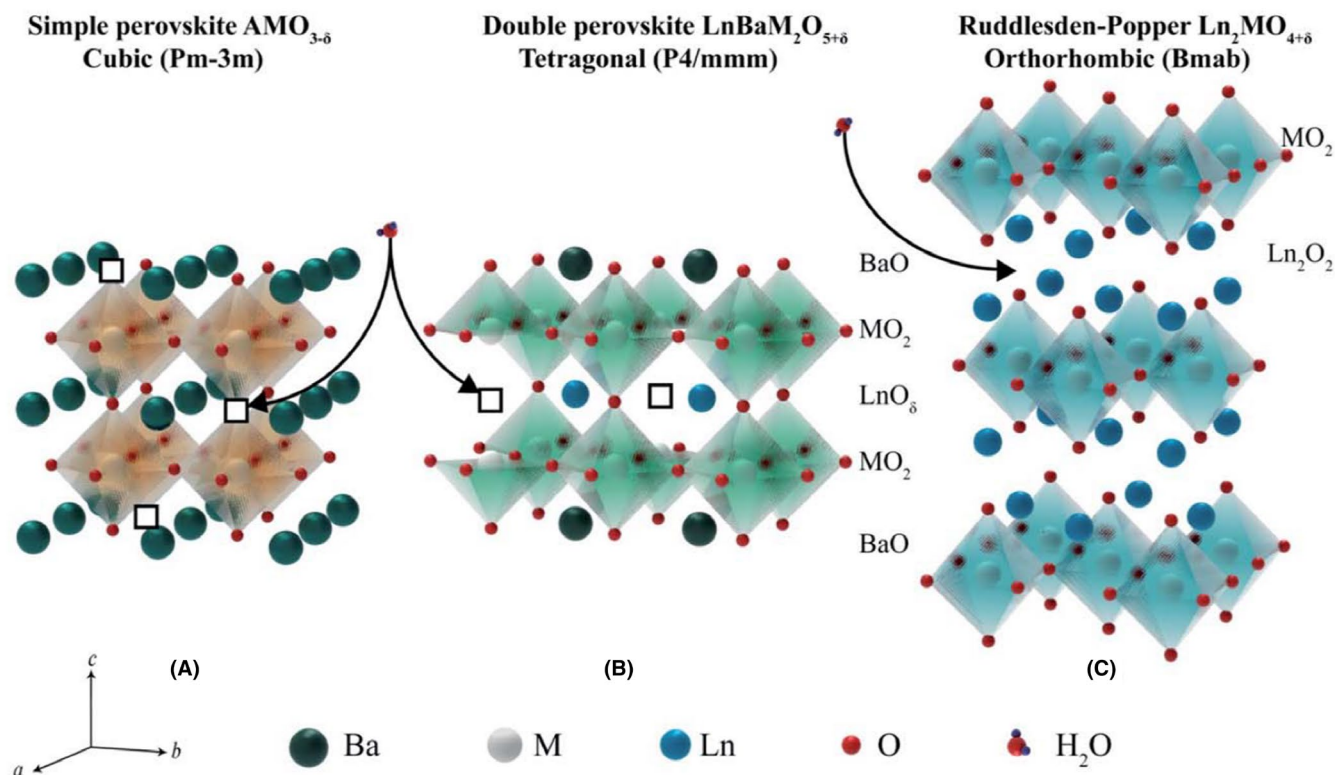 Simple perovskite AMO₃₋δ
Cubic (Pm-3m)
Double perovskite LnBaM₂O₅₊δ
Tetragonal (P4/mmm)
Ruddlesden-Popper Ln₂MO₄₊δ
Orthorhombic (Bmab)
MO₂
Ln₂O₂
BaO
MO₂
LnOδ
MO₂
BaO
(A)
(B)
(C)
c
b
a
Ba
M
Ln
O
H₂O